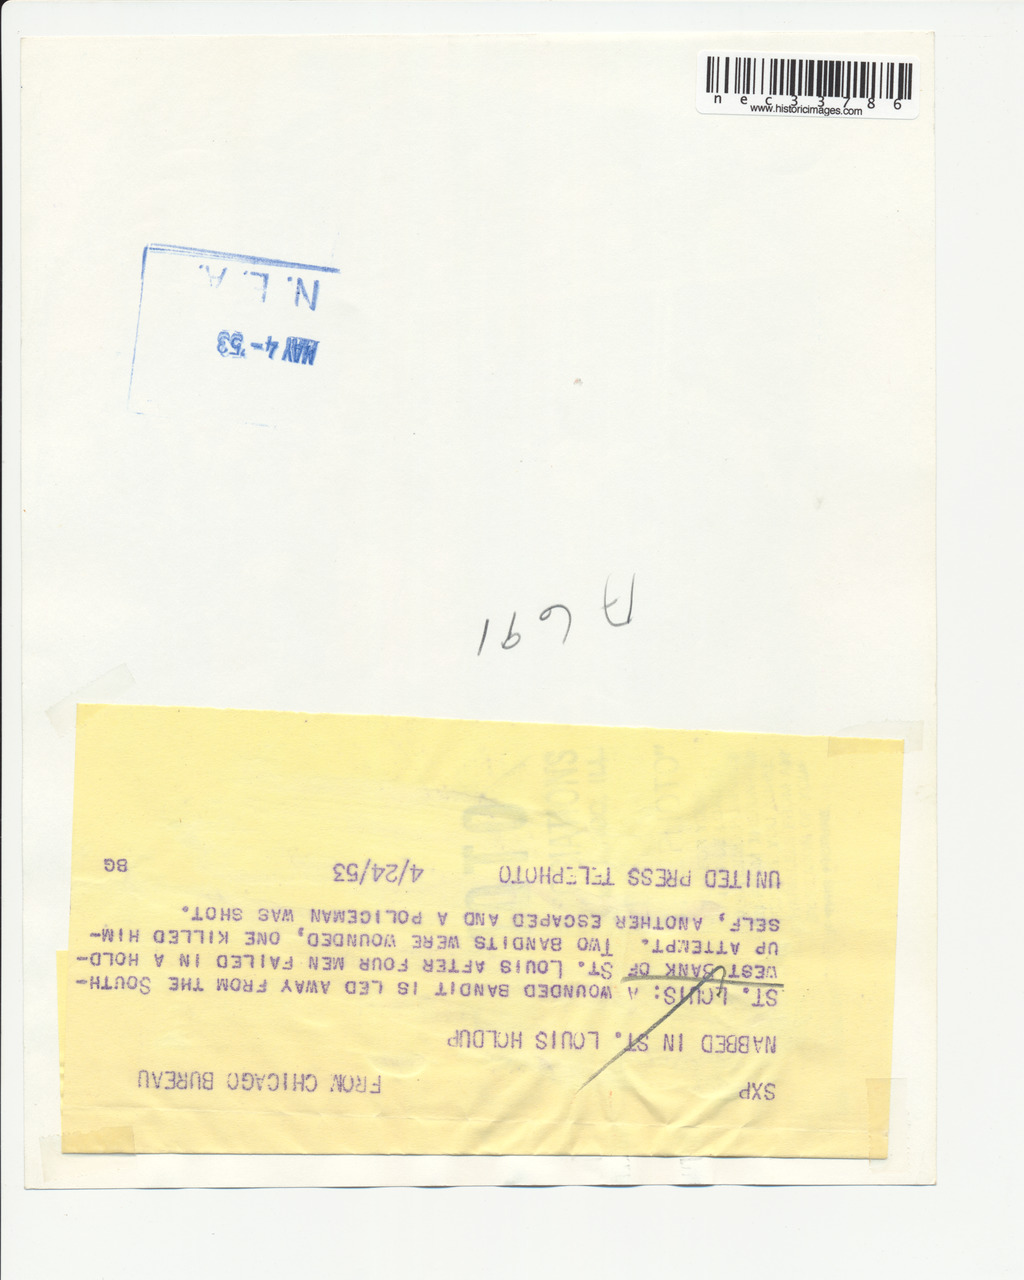 nec33786
www.historicimages.com
SXP FROM CHICAGO BUREAU
NABBED IN ST. LOUIS HOLDUP
ST. LOUIS: A WOUNDED BANDIT IS LED AWAY FROM THE SOUTH-
WEST BANK OF ST. LOUIS AFTER FOUR MEN FAILED IN A HOLD-
UP ATTEMPT. TWO BANDITS WERE WOUNDED, ONE KILLED HIM-
SELF, ANOTHER ESCAPED AND A POLICEMAN WAS SHOT.
UNITED PRESS TELEPHOTO 4/24/53 BG
A 691
MAY 4-'53
N. E. A.